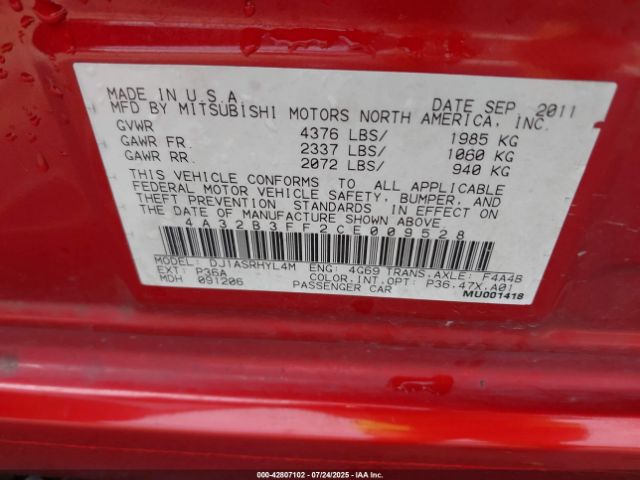 MADE IN U.S.A. DATE SEP 2011
MFD BY MITSUBISHI MOTORS NORTH AMERICA, INC.
GVWR 4376 LBS/ 1985 KG
GAWR FR. 2337 LBS/ 1060 KG
GAWR RR. 2072 LBS/ 940 KG
THIS VEHICLE CONFORMS TO ALL APPLICABLE
FEDERAL MOTOR VEHICLE SAFETY, BUMPER, AND
THEFT PREVENTION STANDARDS IN EFFECT ON
THE DATE OF MANUFACTURE SHOWN ABOVE
4A32B3FF2CE009528
MODEL: DJ1ASRHYL4M ENG: 4G69 TRANS.AXLE: F4A4B
EXT: P36A COLOR.INT.OPT: P36.47X.A01
MDH 091206 PASSENGER CAR MU001418
000-42807102 07/24/2025 - IAA Inc.